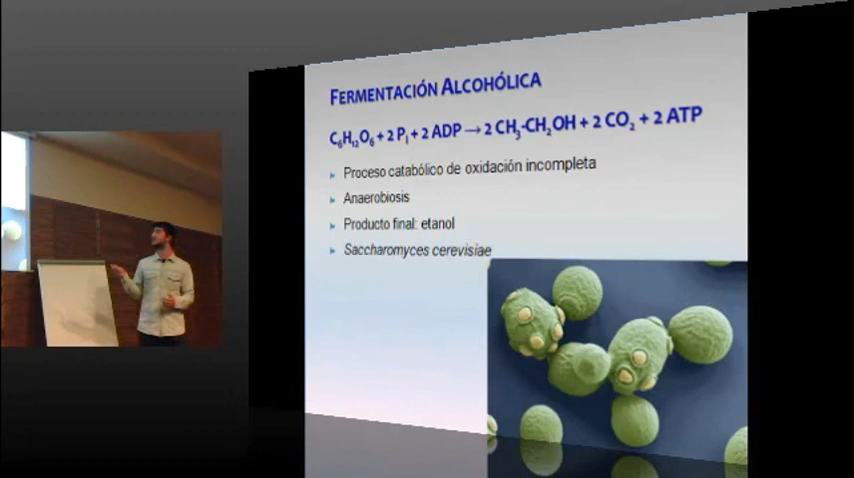 FERMENTACIÓN ALCOHÓLICA
C₆H₁₂O₆ + 2 Pᵢ + 2 ADP → 2 CH₃-CH₂OH + 2 CO₂ + 2 ATP
Proceso catabólico de oxidación incompleta
Anaerobiosis
Producto final: etanol
Saccharomyces cerevisiae